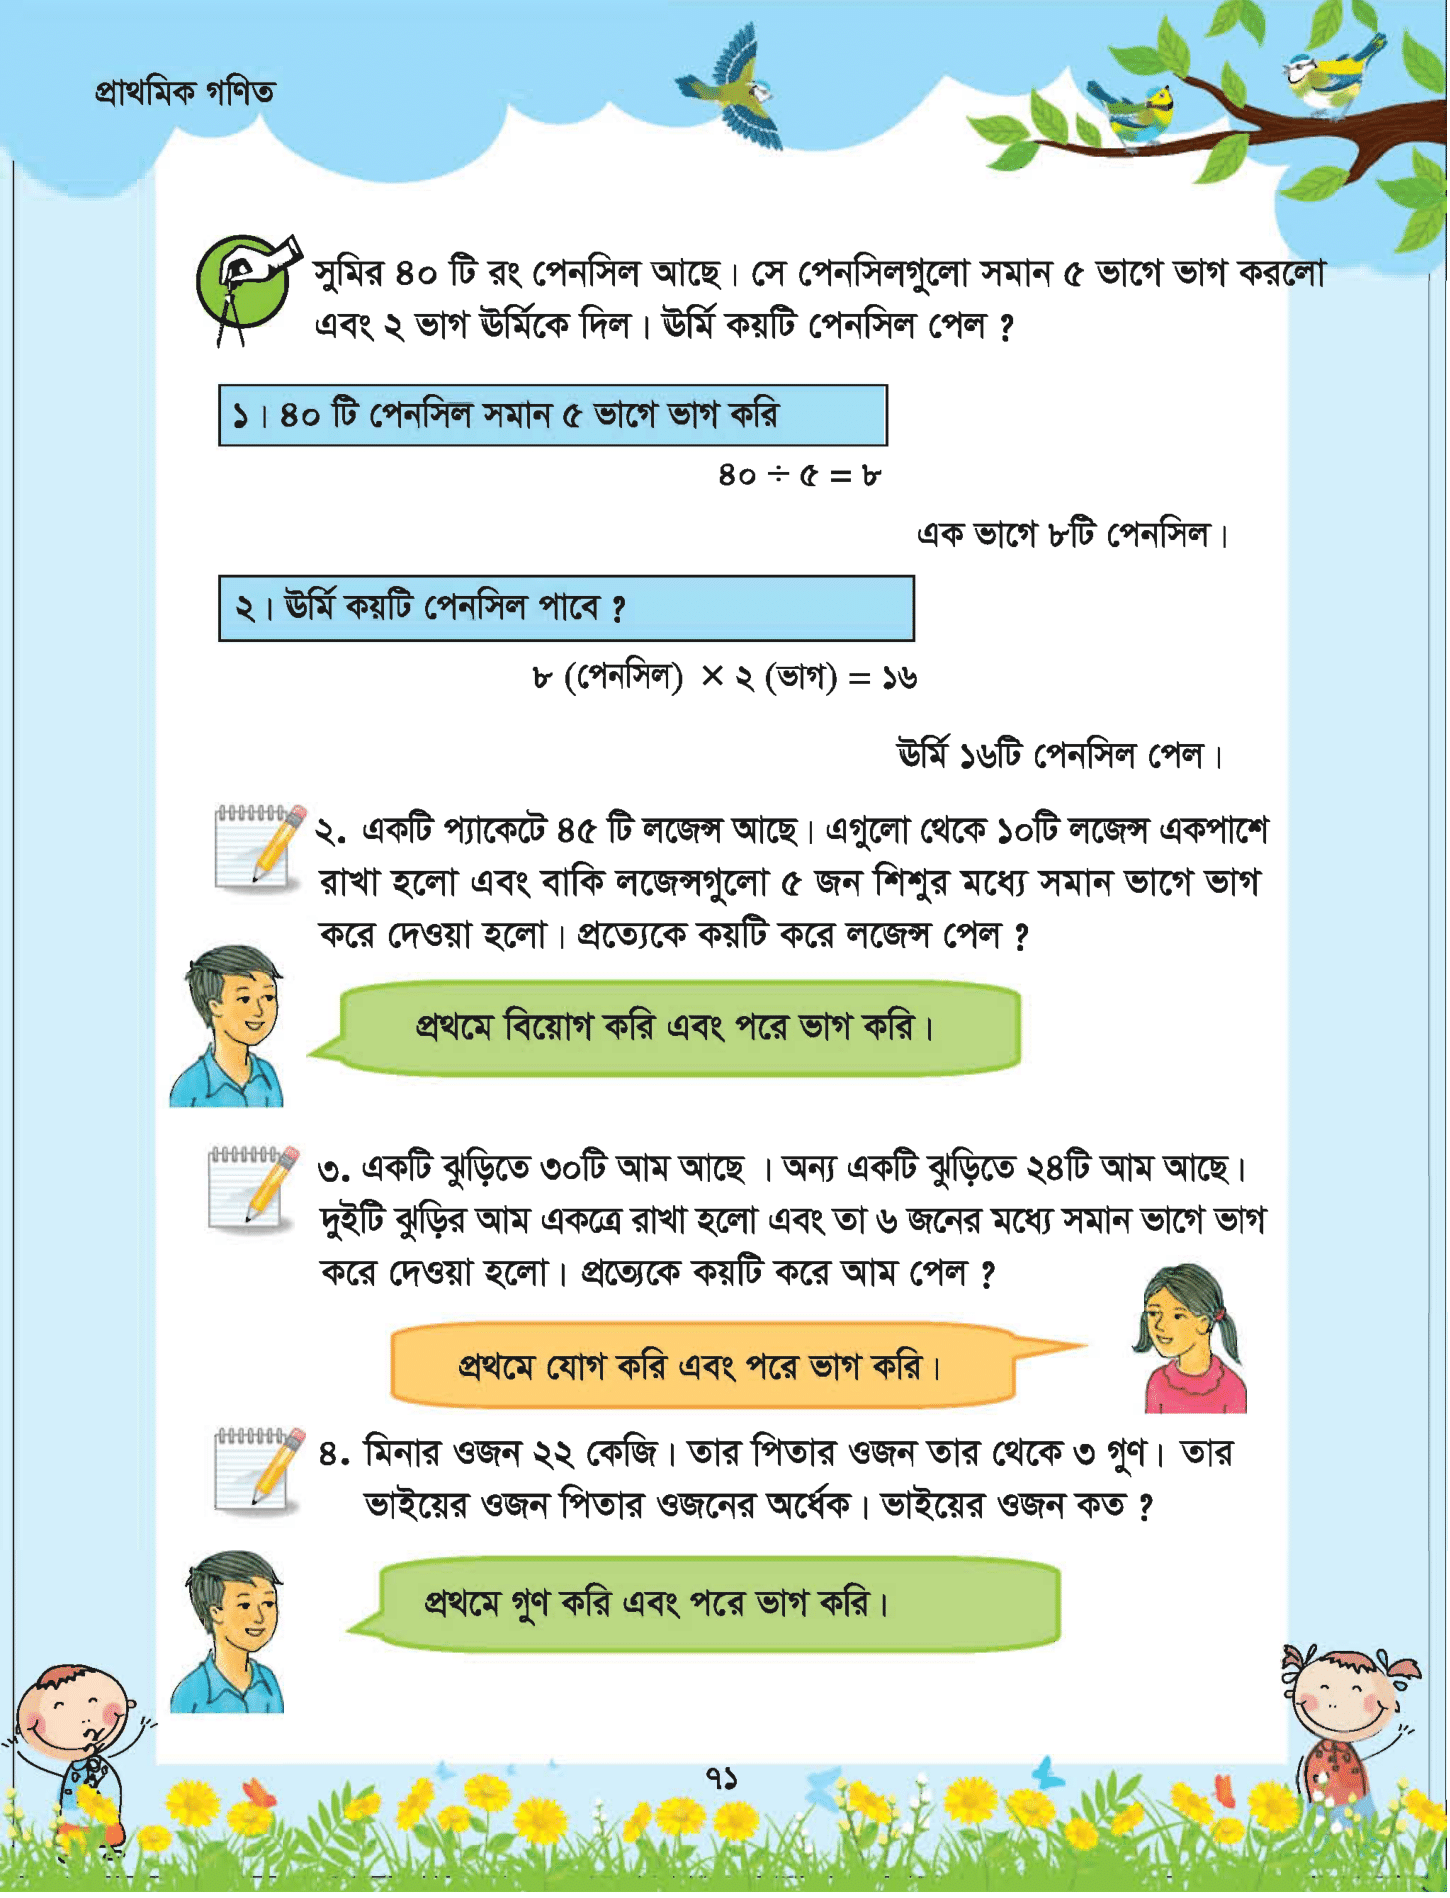 প্রাথমিক গণিত
সুমির ৪০ টি রং পেনসিল আছে। সে পেনসিলগুলো সমান ৫ ভাগে ভাগ করলো
এবং ২ ভাগ ঊর্মিকে দিল। ঊর্মি কয়টি পেনসিল পেল ?
১। ৪০ টি পেনসিল সমান ৫ ভাগে ভাগ করি
৪০ ÷ ৫ = ৮
এক ভাগে ৮টি পেনসিল।
২। ঊর্মি কয়টি পেনসিল পাবে ?
৮ (পেনসিল) × ২ (ভাগ) = ১৬
ঊর্মি ১৬টি পেনসিল পেল।
২. একটি প্যাকেটে ৪৫ টি লজেন্স আছে। এগুলো থেকে ১০টি লজেন্স একপাশে
রাখা হলো এবং বাকি লজেন্সগুলো ৫ জন শিশুর মধ্যে সমান ভাগে ভাগ
করে দেওয়া হলো। প্রত্যেকে কয়টি করে লজেন্স পেল ?
প্রথমে বিয়োগ করি এবং পরে ভাগ করি।
৩. একটি ঝুড়িতে ৩০টি আম আছে । অন্য একটি ঝুড়িতে ২৪টি আম আছে।
দুইটি ঝুড়ির আম একত্রে রাখা হলো এবং তা ৬ জনের মধ্যে সমান ভাগে ভাগ
করে দেওয়া হলো। প্রত্যেকে কয়টি করে আম পেল ?
প্রথমে যোগ করি এবং পরে ভাগ করি।
৪. মিনার ওজন ২২ কেজি। তার পিতার ওজন তার থেকে ৩ গুণ। তার
ভাইয়ের ওজন পিতার ওজনের অর্ধেক। ভাইয়ের ওজন কত ?
প্রথমে গুণ করি এবং পরে ভাগ করি।
৭১